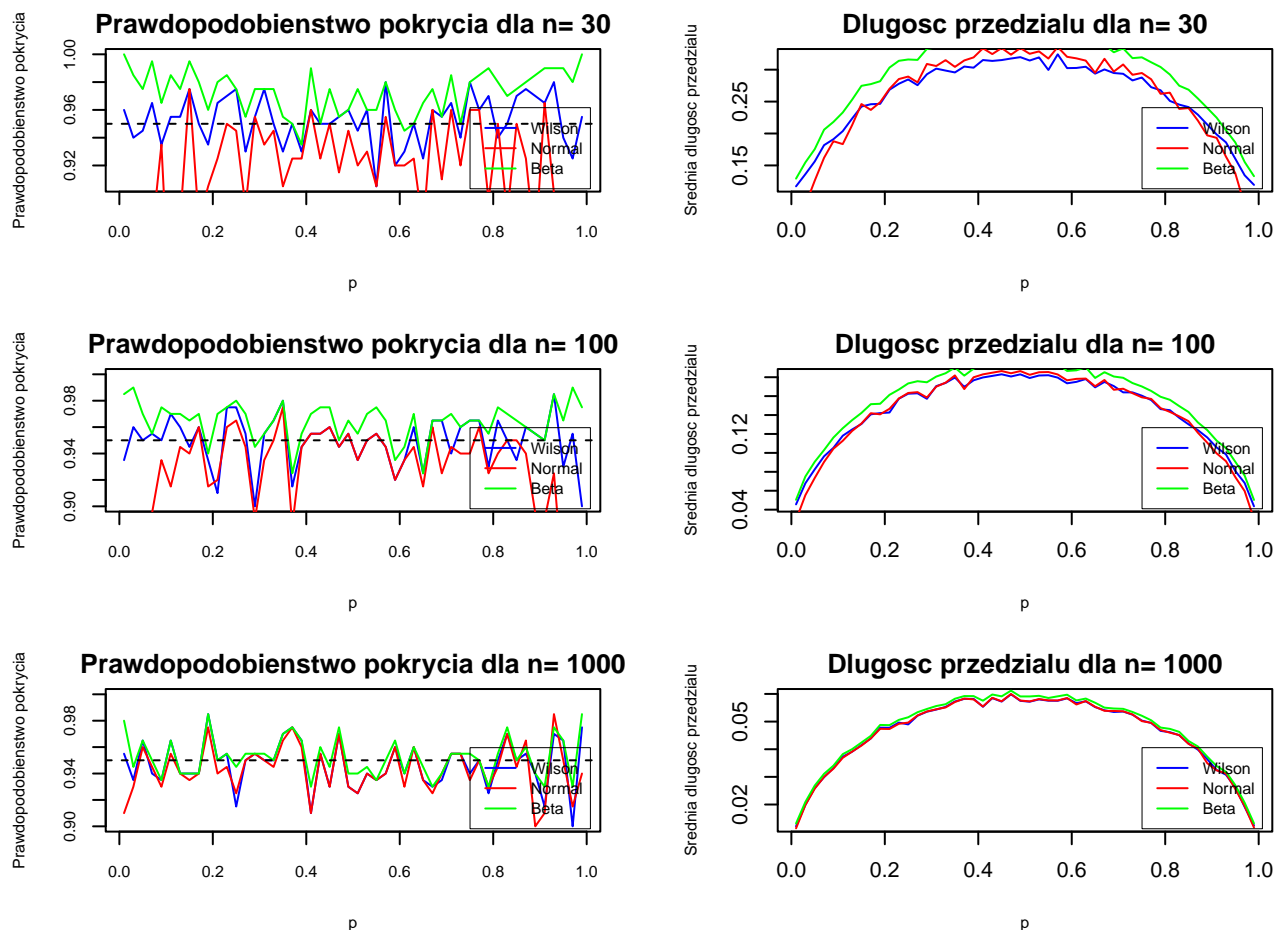 Prawdopodobienstwo pokrycia dla n= 30
Prawdopodobienstwo pokrycia
1.00
0.96
0.92
Wilson
Normal
Beta
0.0 0.2 0.4 0.6 0.8 1.0
p
Dlugosc przedzialu dla n= 30
Srednia dlugosc przedzialu
0.25
0.15
Wilson
Normal
Beta
0.0 0.2 0.4 0.6 0.8 1.0
p
Prawdopodobienstwo pokrycia dla n= 100
Prawdopodobienstwo pokrycia
0.98
0.94
0.90
Wilson
Normal
Beta
0.0 0.2 0.4 0.6 0.8 1.0
p
Dlugosc przedzialu dla n= 100
Srednia dlugosc przedzialu
0.12
0.04
Wilson
Normal
Beta
0.0 0.2 0.4 0.6 0.8 1.0
p
Prawdopodobienstwo pokrycia dla n= 1000
Prawdopodobienstwo pokrycia
0.98
0.94
0.90
Wilson
Normal
Beta
0.0 0.2 0.4 0.6 0.8 1.0
p
Dlugosc przedzialu dla n= 1000
Srednia dlugosc przedzialu
0.05
0.02
Wilson
Normal
Beta
0.0 0.2 0.4 0.6 0.8 1.0
p